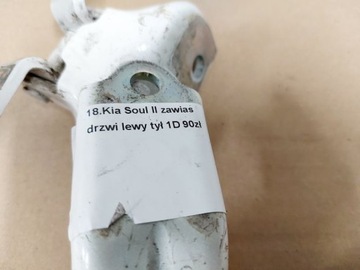 18.Kia Soul II zawias
drzwi lewy tył 1D 90zł